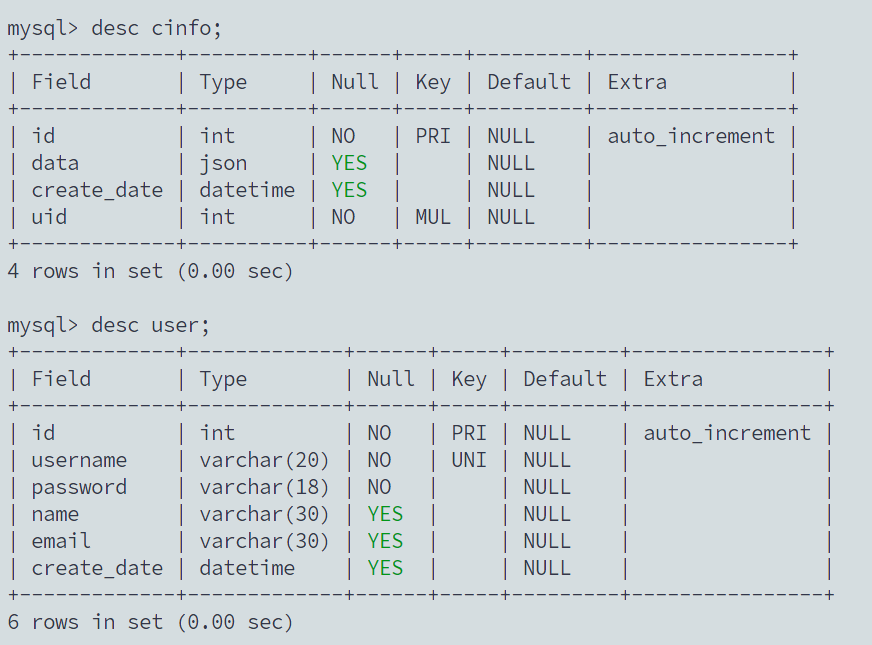 mysql> desc cinfo;
+-------------+----------+------+-----+---------+----------------+
| Field       | Type     | Null | Key | Default | Extra          |
+-------------+----------+------+-----+---------+----------------+
| id          | int      | NO   | PRI | NULL    | auto_increment |
| data        | json     | YES  |     | NULL    |                |
| create_date | datetime | YES  |     | NULL    |                |
| uid         | int      | NO   | MUL | NULL    |                |
+-------------+----------+------+-----+---------+----------------+
4 rows in set (0.00 sec)

mysql> desc user;
+-------------+-------------+------+-----+---------+----------------+
| Field       | Type        | Null | Key | Default | Extra          |
+-------------+-------------+------+-----+---------+----------------+
| id          | int         | NO   | PRI | NULL    | auto_increment |
| username    | varchar(20) | NO   | UNI | NULL    |                |
| password    | varchar(18) | NO   |     | NULL    |                |
| name        | varchar(30) | YES  |     | NULL    |                |
| email       | varchar(30) | YES  |     | NULL    |                |
| create_date | datetime    | YES  |     | NULL    |                |
+-------------+-------------+------+-----+---------+----------------+
6 rows in set (0.00 sec)